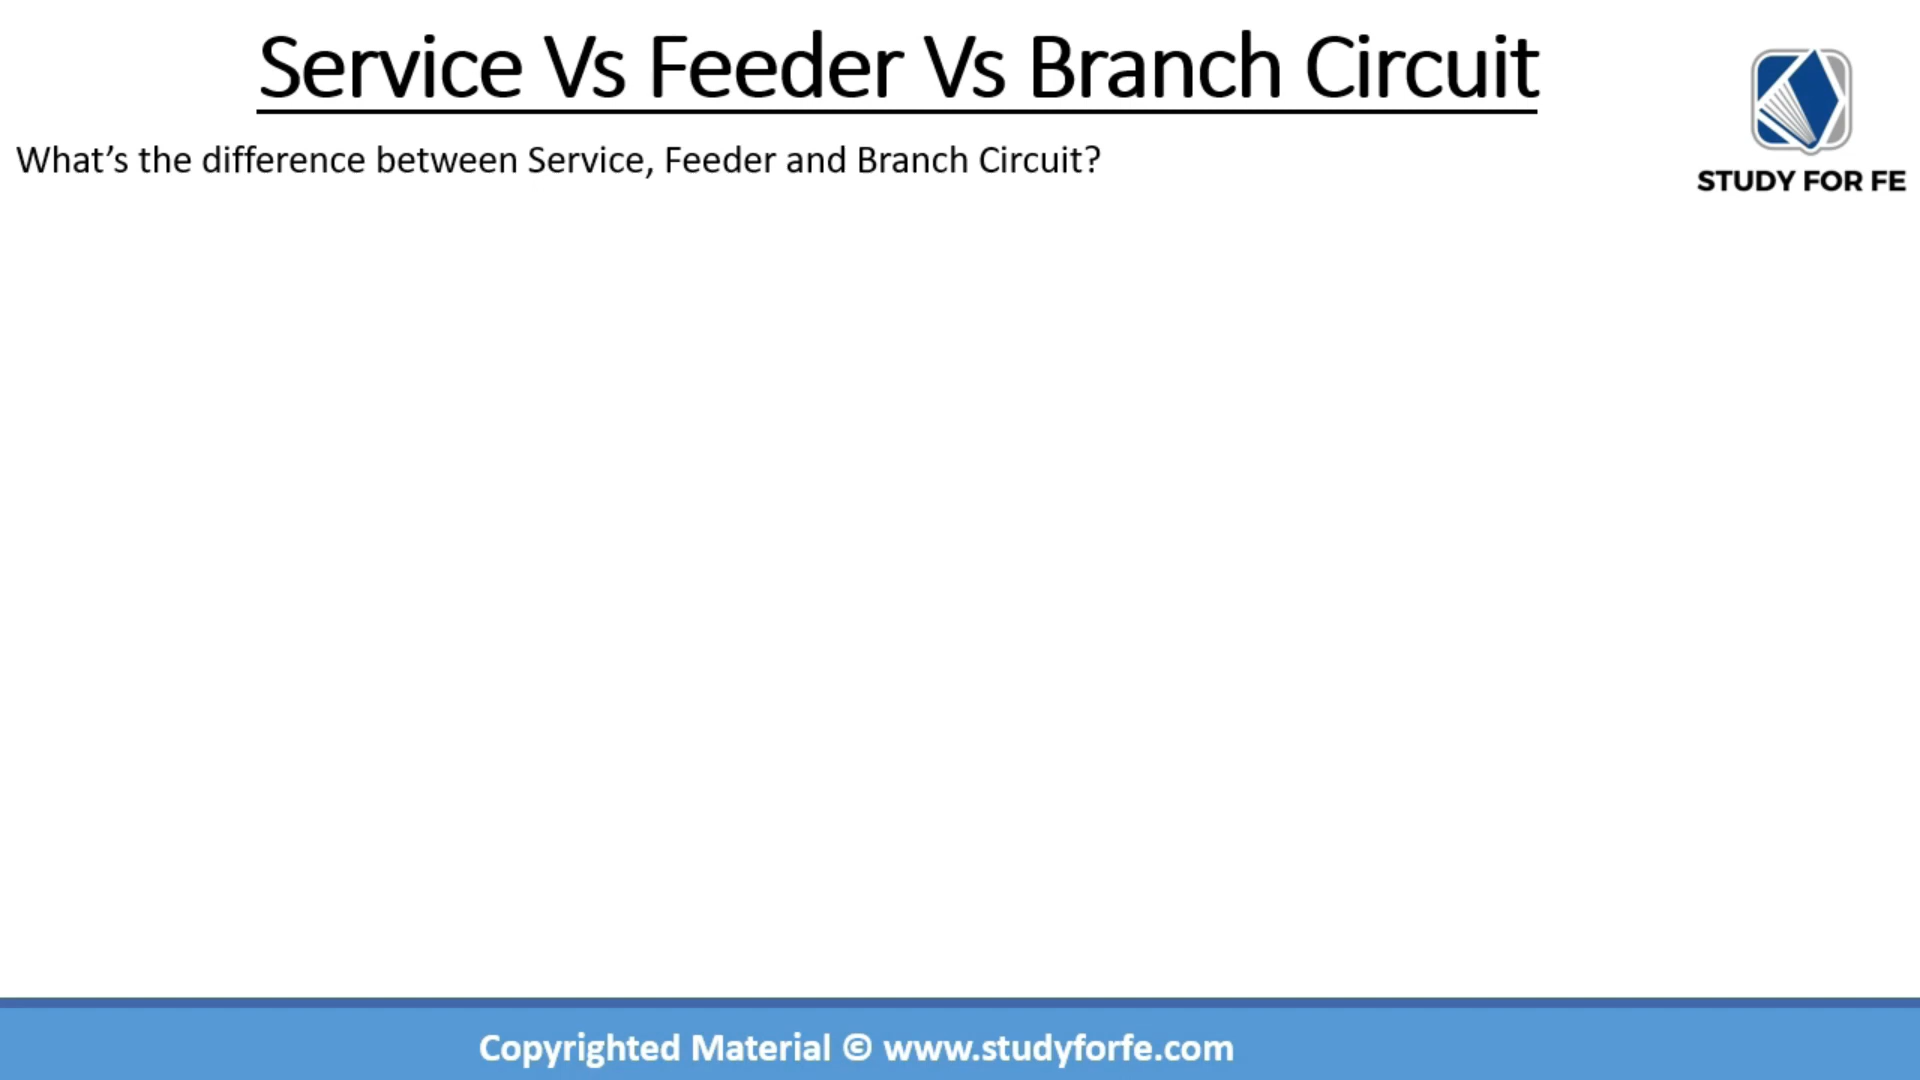 Service Vs Feeder Vs Branch Circuit
What’s the difference between Service, Feeder and Branch Circuit?
STUDY FOR FE
Copyrighted Material © www.studyforfe.com